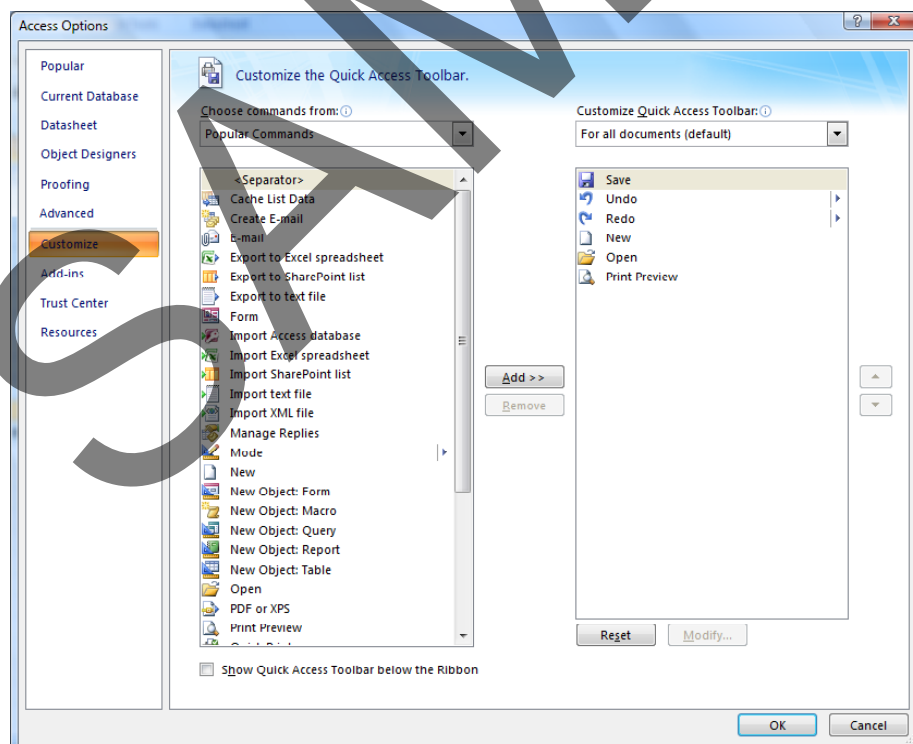 Access Options
Popular
Current Database
Datasheet
Object Designers
Proofing
Advanced
Customize
Add-ins
Trust Center
Resources
Customize the Quick Access Toolbar.
Choose commands from:
Popular Commands
<Separator>
Cache List Data
Create E-mail
E-mail
Export to Excel spreadsheet
Export to SharePoint list
Export to text file
Form
Import Access database
Import Excel spreadsheet
Import SharePoint list
Import text file
Import XML file
Manage Replies
Mode
New
New Object: Form
New Object: Macro
New Object: Query
New Object: Report
New Object: Table
Open
PDF or XPS
Print Preview
Show Quick Access Toolbar below the Ribbon
Add >>
Remove
Customize Quick Access Toolbar:
For all documents (default)
Save
Undo
Redo
New
Open
Print Preview
Reset
Modify...
OK
Cancel